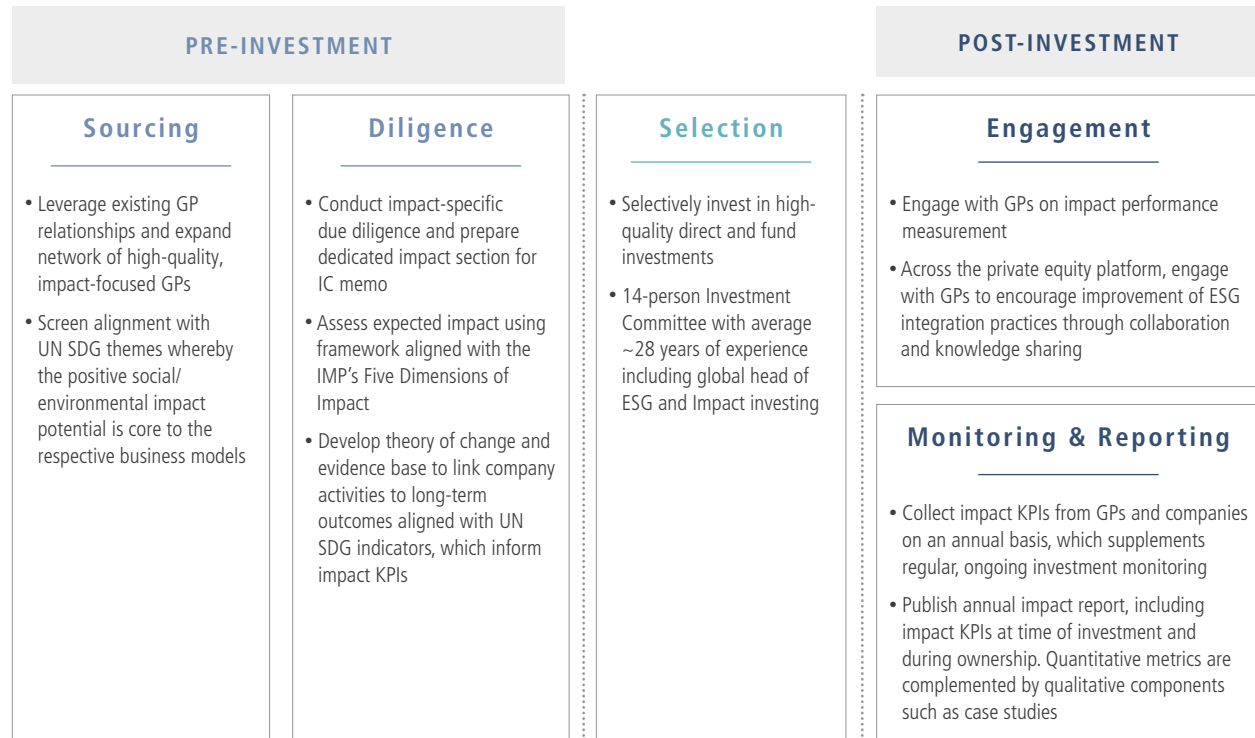 PRE-INVESTMENT
POST-INVESTMENT
Sourcing
• Leverage existing GP
relationships and expand
network of high-quality,
impact-focused GPs
• Screen alignment with
UN SDG themes whereby
the positive social/
environmental impact
potential is core to the
respective business models
Diligence
• Conduct impact-specific
due diligence and prepare
dedicated impact section for
IC memo
• Assess expected impact using
framework aligned with the
IMP's Five Dimensions of
Impact
• Develop theory of change and
evidence base to link company
activities to long-term
outcomes aligned with UN
SDG indicators, which inform
impact KPIs
Selection
• Selectively invest in high-
quality direct and fund
investments
• 14-person Investment
Committee with average
~28 years of experience
including global head of
ESG and Impact investing
Engagement
• Engage with GPs on impact performance
measurement
• Across the private equity platform, engage
with GPs to encourage improvement of ESG
integration practices through collaboration
and knowledge sharing
Monitoring & Reporting
• Collect impact KPIs from GPs and companies
on an annual basis, which supplements
regular, ongoing investment monitoring
• Publish annual impact report, including
impact KPIs at time of investment and
during ownership. Quantitative metrics are
complemented by qualitative components
such as case studies